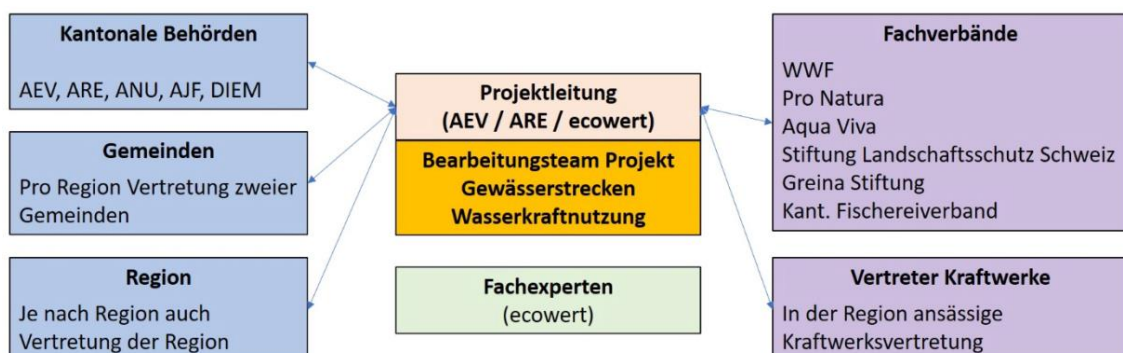 Kantonale Behörden
AEV, ARE, ANU, AJF, DIEM
Gemeinden
Pro Region Vertretung zweier
Gemeinden
Region
Je nach Region auch
Vertretung der Region
Projektleitung
(AEV / ARE / ecowert)
Bearbeitungsteam Projekt
Gewässerstrecken
Wasserkraftnutzung
Fachexperten
(ecowert)
Fachverbände
WWF
Pro Natura
Aqua Viva
Stiftung Landschaftsschutz Schweiz
Greina Stiftung
Kant. Fischereiverband
Vertreter Kraftwerke
In der Region ansässige
Kraftwerksvertretung